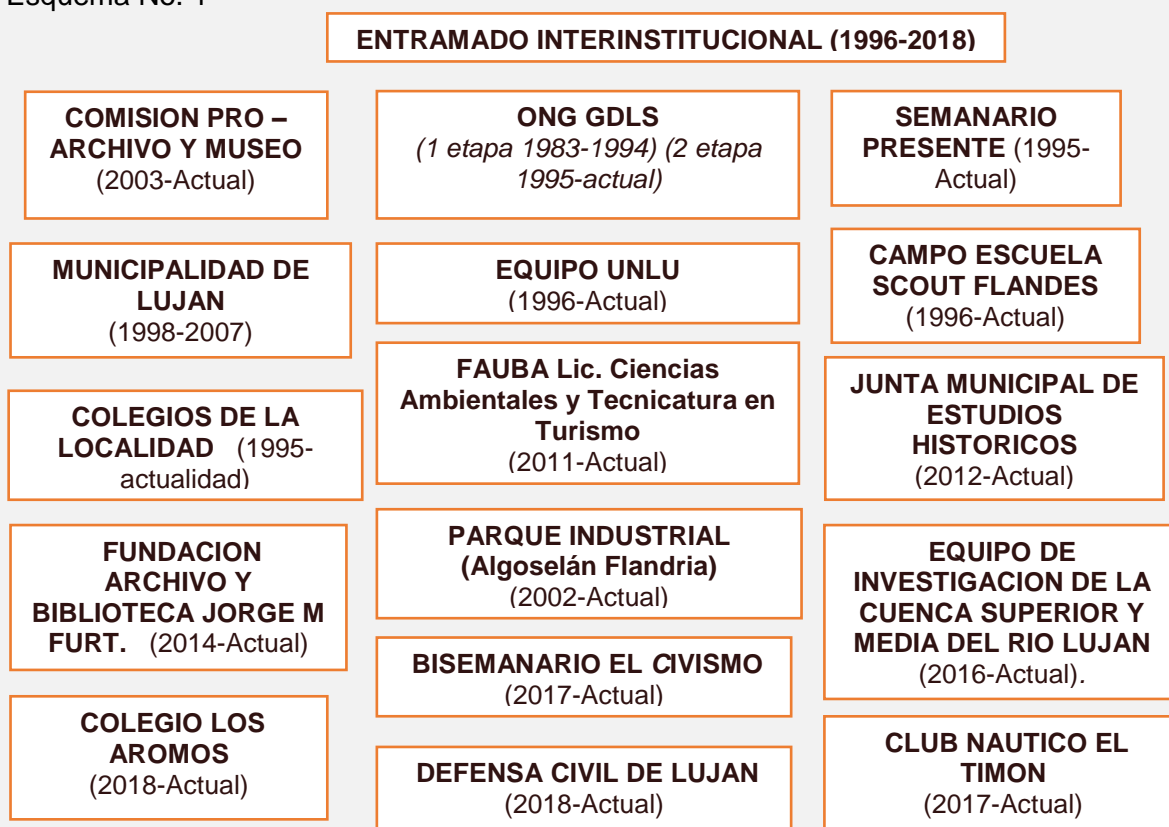 Esquema No. 1
ENTRAMADO INTERINSTITUCIONAL (1996-2018)
COMISION PRO –
ARCHIVO Y MUSEO
(2003-Actual)
ONG GDLS
(1 etapa 1983-1994) (2 etapa
1995-actual)
SEMANARIO
PRESENTE (1995-
Actual)
MUNICIPALIDAD DE
LUJAN
(1998-2007)
EQUIPO UNLU
(1996-Actual)
CAMPO ESCUELA
SCOUT FLANDES
(1996-Actual)
COLEGIOS DE LA
LOCALIDAD (1995-
actualidad)
FAUBA Lic. Ciencias
Ambientales y Tecnicatura en
Turismo
(2011-Actual)
JUNTA MUNICIPAL DE
ESTUDIOS
HISTORICOS
(2012-Actual)
FUNDACION
ARCHIVO Y
BIBLIOTECA JORGE M
FURT. (2014-Actual)
PARQUE INDUSTRIAL
(Algoselán Flandria)
(2002-Actual)
EQUIPO DE
INVESTIGACION DE LA
CUENCA SUPERIOR Y
MEDIA DEL RIO LUJAN
(2016-Actual).
BISEMANARIO EL CIVISMO
(2017-Actual)
COLEGIO LOS
AROMOS
(2018-Actual)
DEFENSA CIVIL DE LUJAN
(2018-Actual)
CLUB NAUTICO EL
TIMON
(2017-Actual)